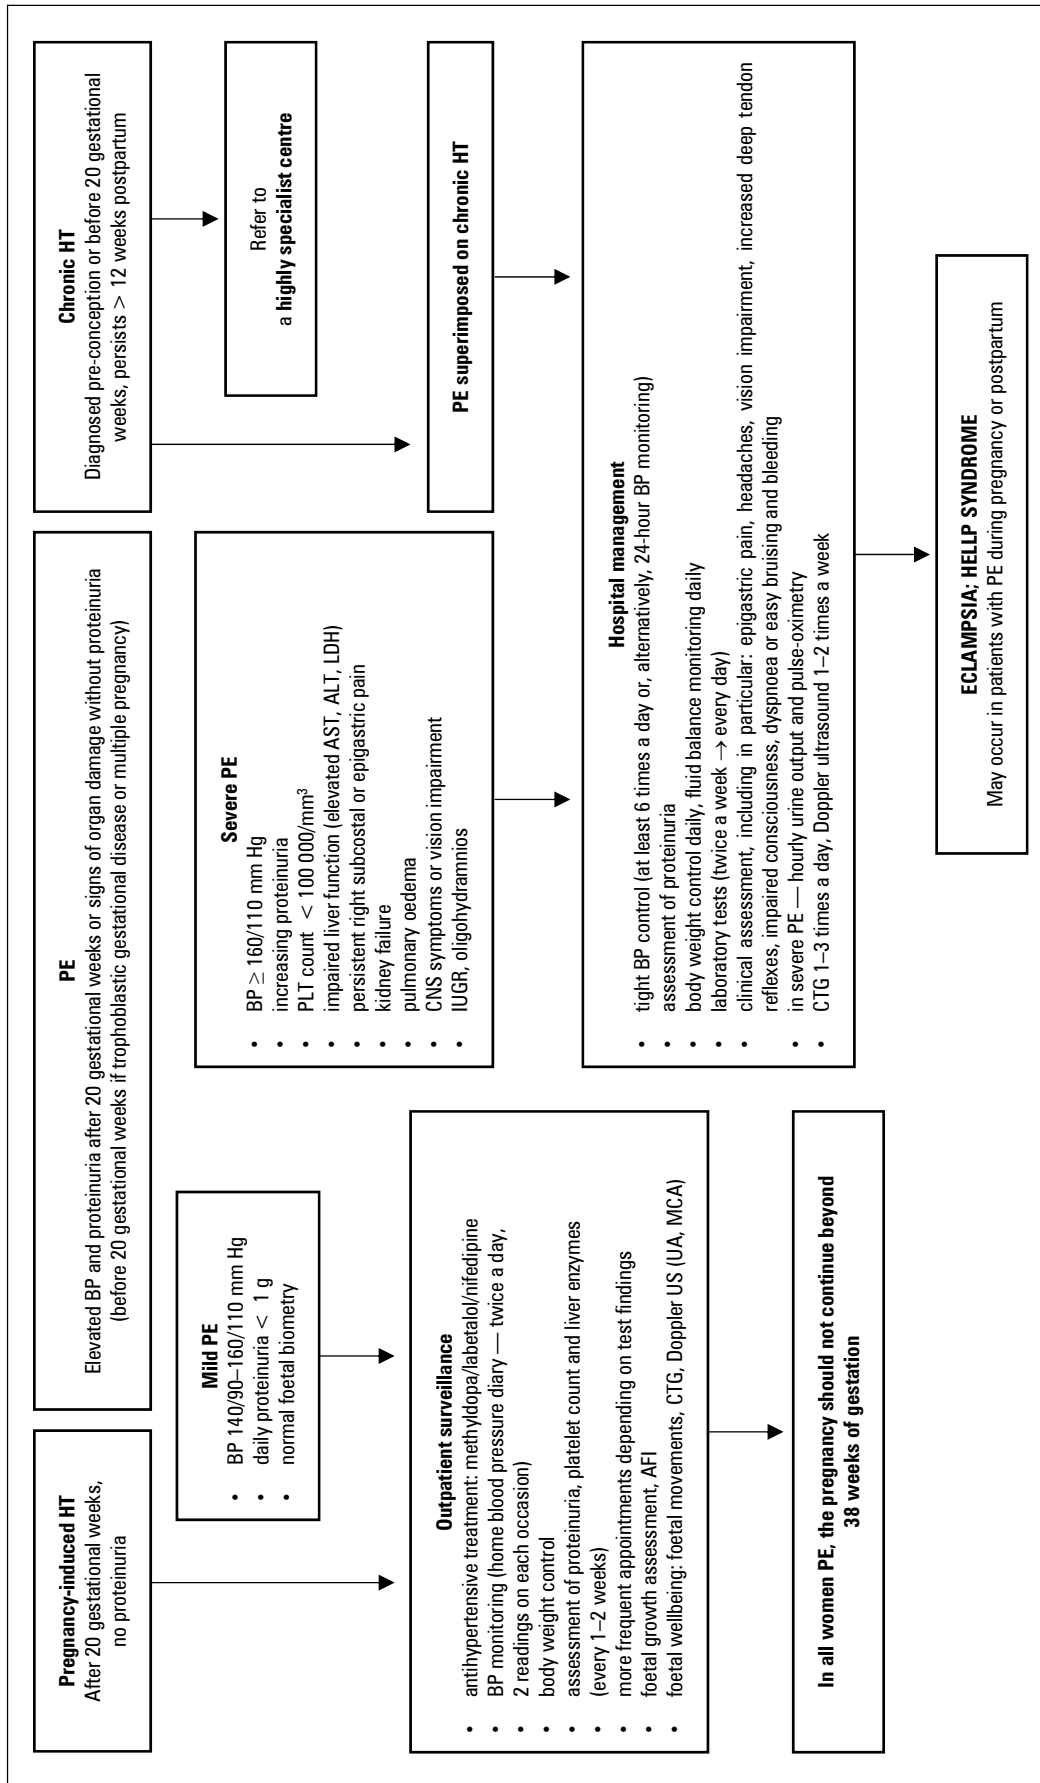 Pregnancy-induced HT
After 20 gestational weeks,
no proteinuria
PE
Elevated BP and proteinuria after 20 gestational weeks or signs of organ damage without proteinuria
(before 20 gestational weeks if trophoblastic gestational disease or multiple pregnancy)
Chronic HT
Diagnosed pre-conception or before 20 gestational
weeks, persists > 12 weeks postpartum
Mild PE
• BP 140/90–160/110 mm Hg
• daily proteinuria < 1 g
• normal foetal biometry
Severe PE
• BP ≥ 160/110 mm Hg
• increasing proteinuria
• PLT count < 100 000/mm³
• impaired liver function (elevated AST, ALT, LDH)
• persistent right subcostal or epigastric pain
• kidney failure
• pulmonary oedema
• CNS symptoms or vision impairment
• IUGR, oligohydramnios
Refer to
a highly specialist centre
PE superimposed on chronic HT
Outpatient surveillance
• antihypertensive treatment: methyldopa/labetalol/nifedipine
• BP monitoring (home blood pressure diary — twice a day,
2 readings on each occasion)
• body weight control
• assessment of proteinuria, platelet count and liver enzymes
(every 1–2 weeks)
• more frequent appointments depending on test findings
• foetal growth assessment, AFI
• foetal wellbeing: foetal movements, CTG, Doppler US (UA, MCA)
Hospital management
• tight BP control (at least 6 times a day or, alternatively, 24-hour BP monitoring)
• assessment of proteinuria
• body weight control daily, fluid balance monitoring daily
• laboratory tests (twice a week → every day)
• clinical assessment, including in particular: epigastric pain, headaches, vision impairment, increased deep tendon
reflexes, impaired consciousness, dyspnoea or easy bruising and bleeding
• in severe PE — hourly urine output and pulse-oximetry
• CTG 1–3 times a day, Doppler ultrasound 1–2 times a week
In all women PE, the pregnancy should not continue beyond
38 weeks of gestation
ECLAMPSIA; HELLP SYNDROME
May occur in patients with PE during pregnancy or postpartum